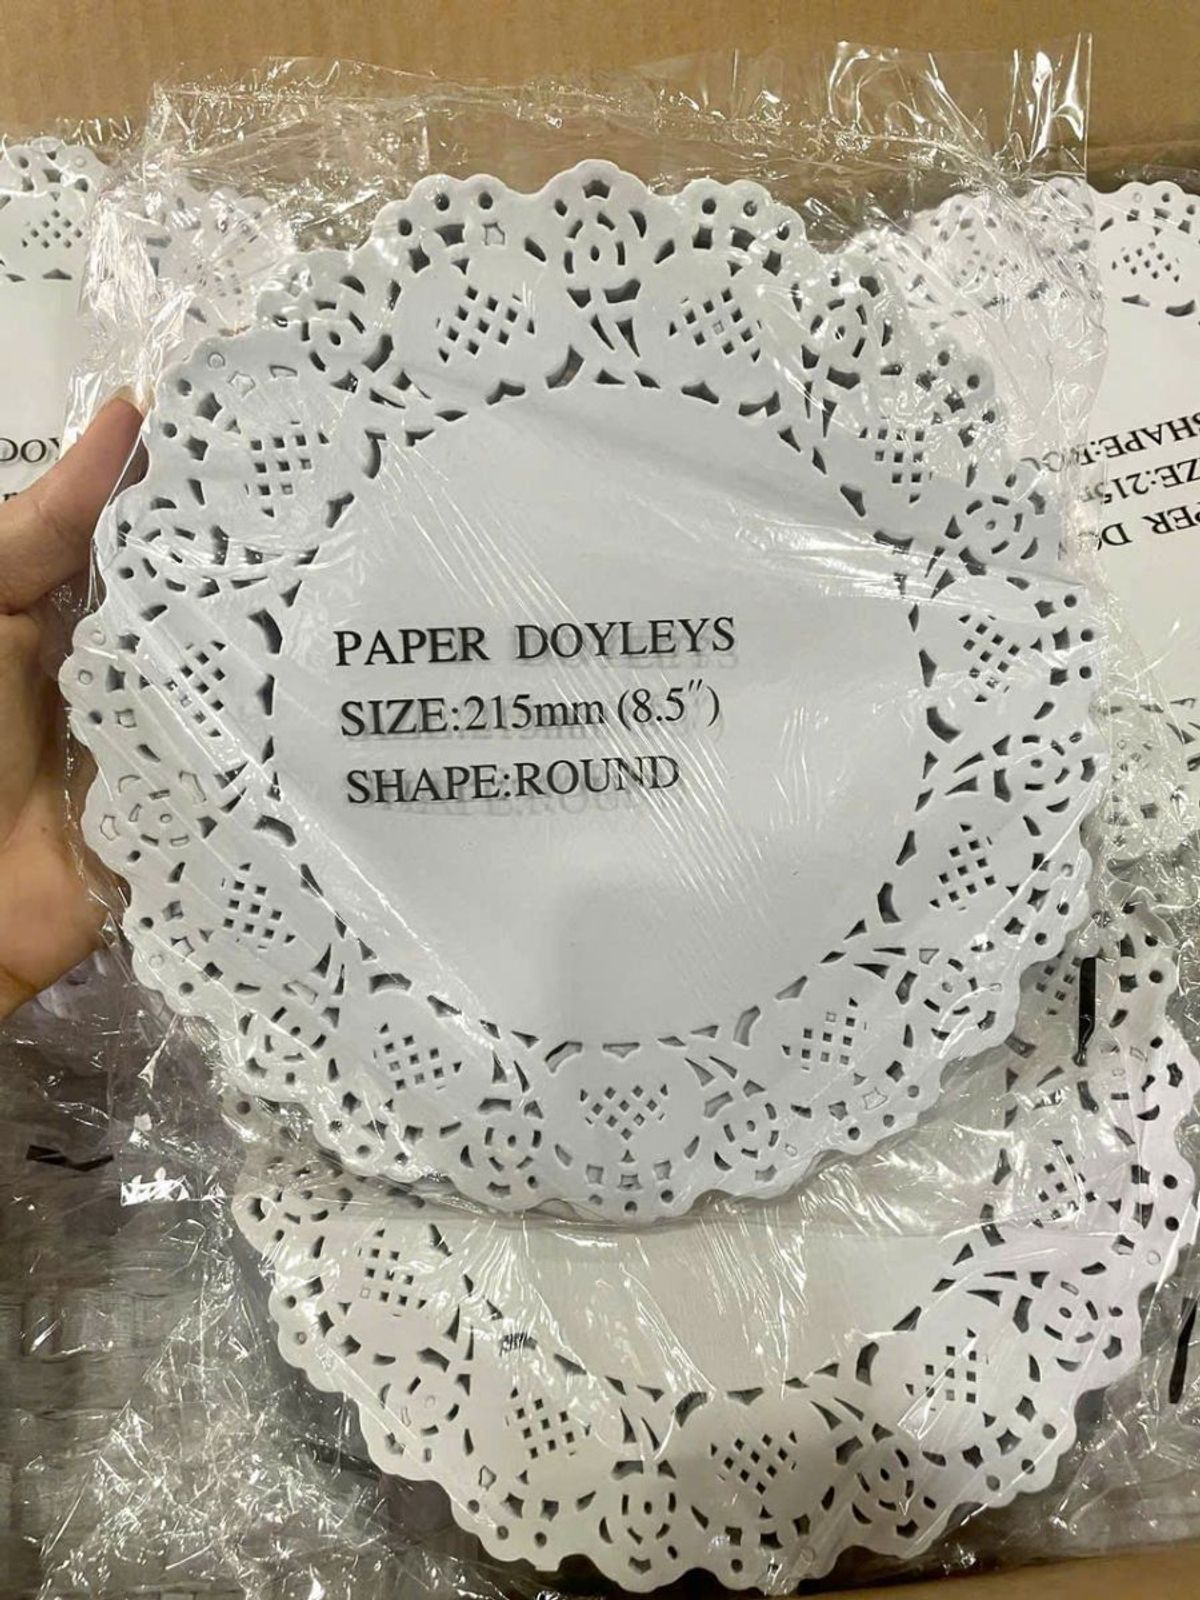 PAPER DOYLEYS
SIZE:215mm (8.5")
SHAPE:ROUND